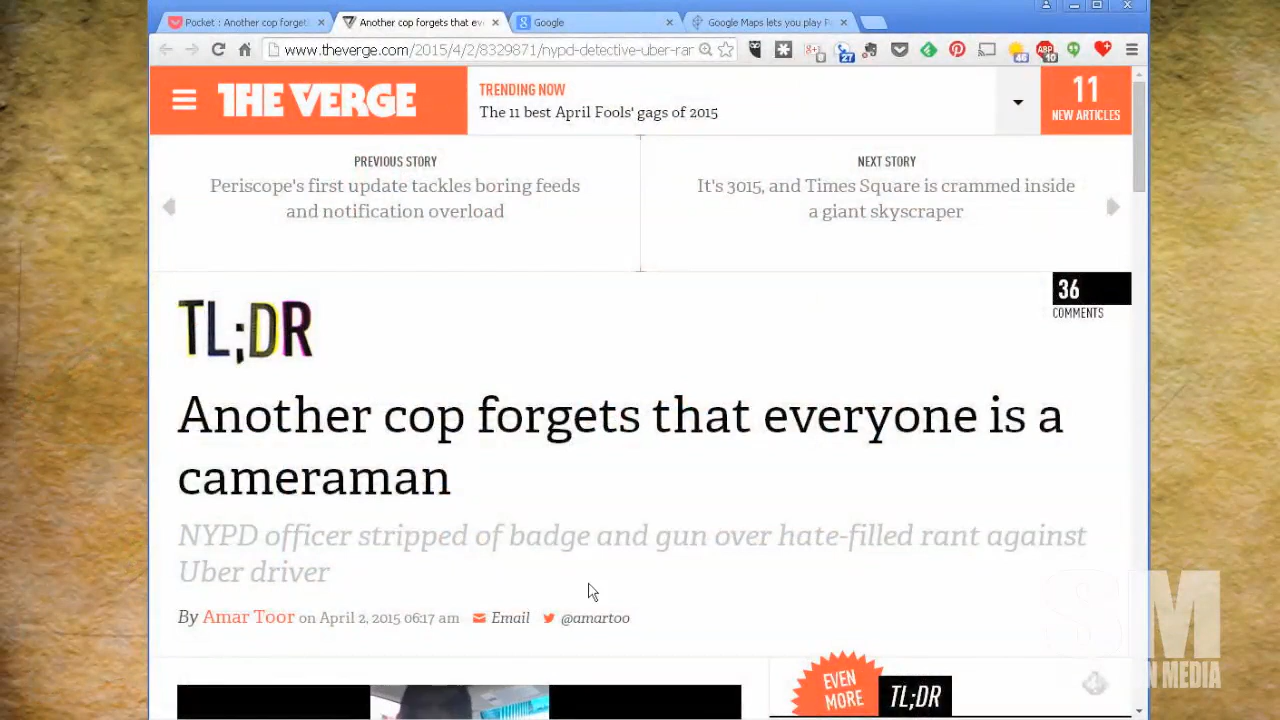 Pocket : Another cop forget
Another cop forgets that ev
Google
Google Maps lets you play P
www.theverge.com/2015/4/2/8329871/nypd-detective-uber-rar
27
46
ABP
10
THE VERGE
TRENDING NOW
The 11 best April Fools' gags of 2015
11
NEW ARTICLES
PREVIOUS STORY
Periscope's first update tackles boring feeds
and notification overload
NEXT STORY
It's 3015, and Times Square is crammed inside
a giant skyscraper
36
COMMENTS
TL;DR
Another cop forgets that everyone is a
cameraman
NYPD officer stripped of badge and gun over hate-filled rant against
Uber driver
By Amar Toor on April 2, 2015 06:17 am Email @amartoo
EVEN
MORE
TL;DR
SM
N MEDIA